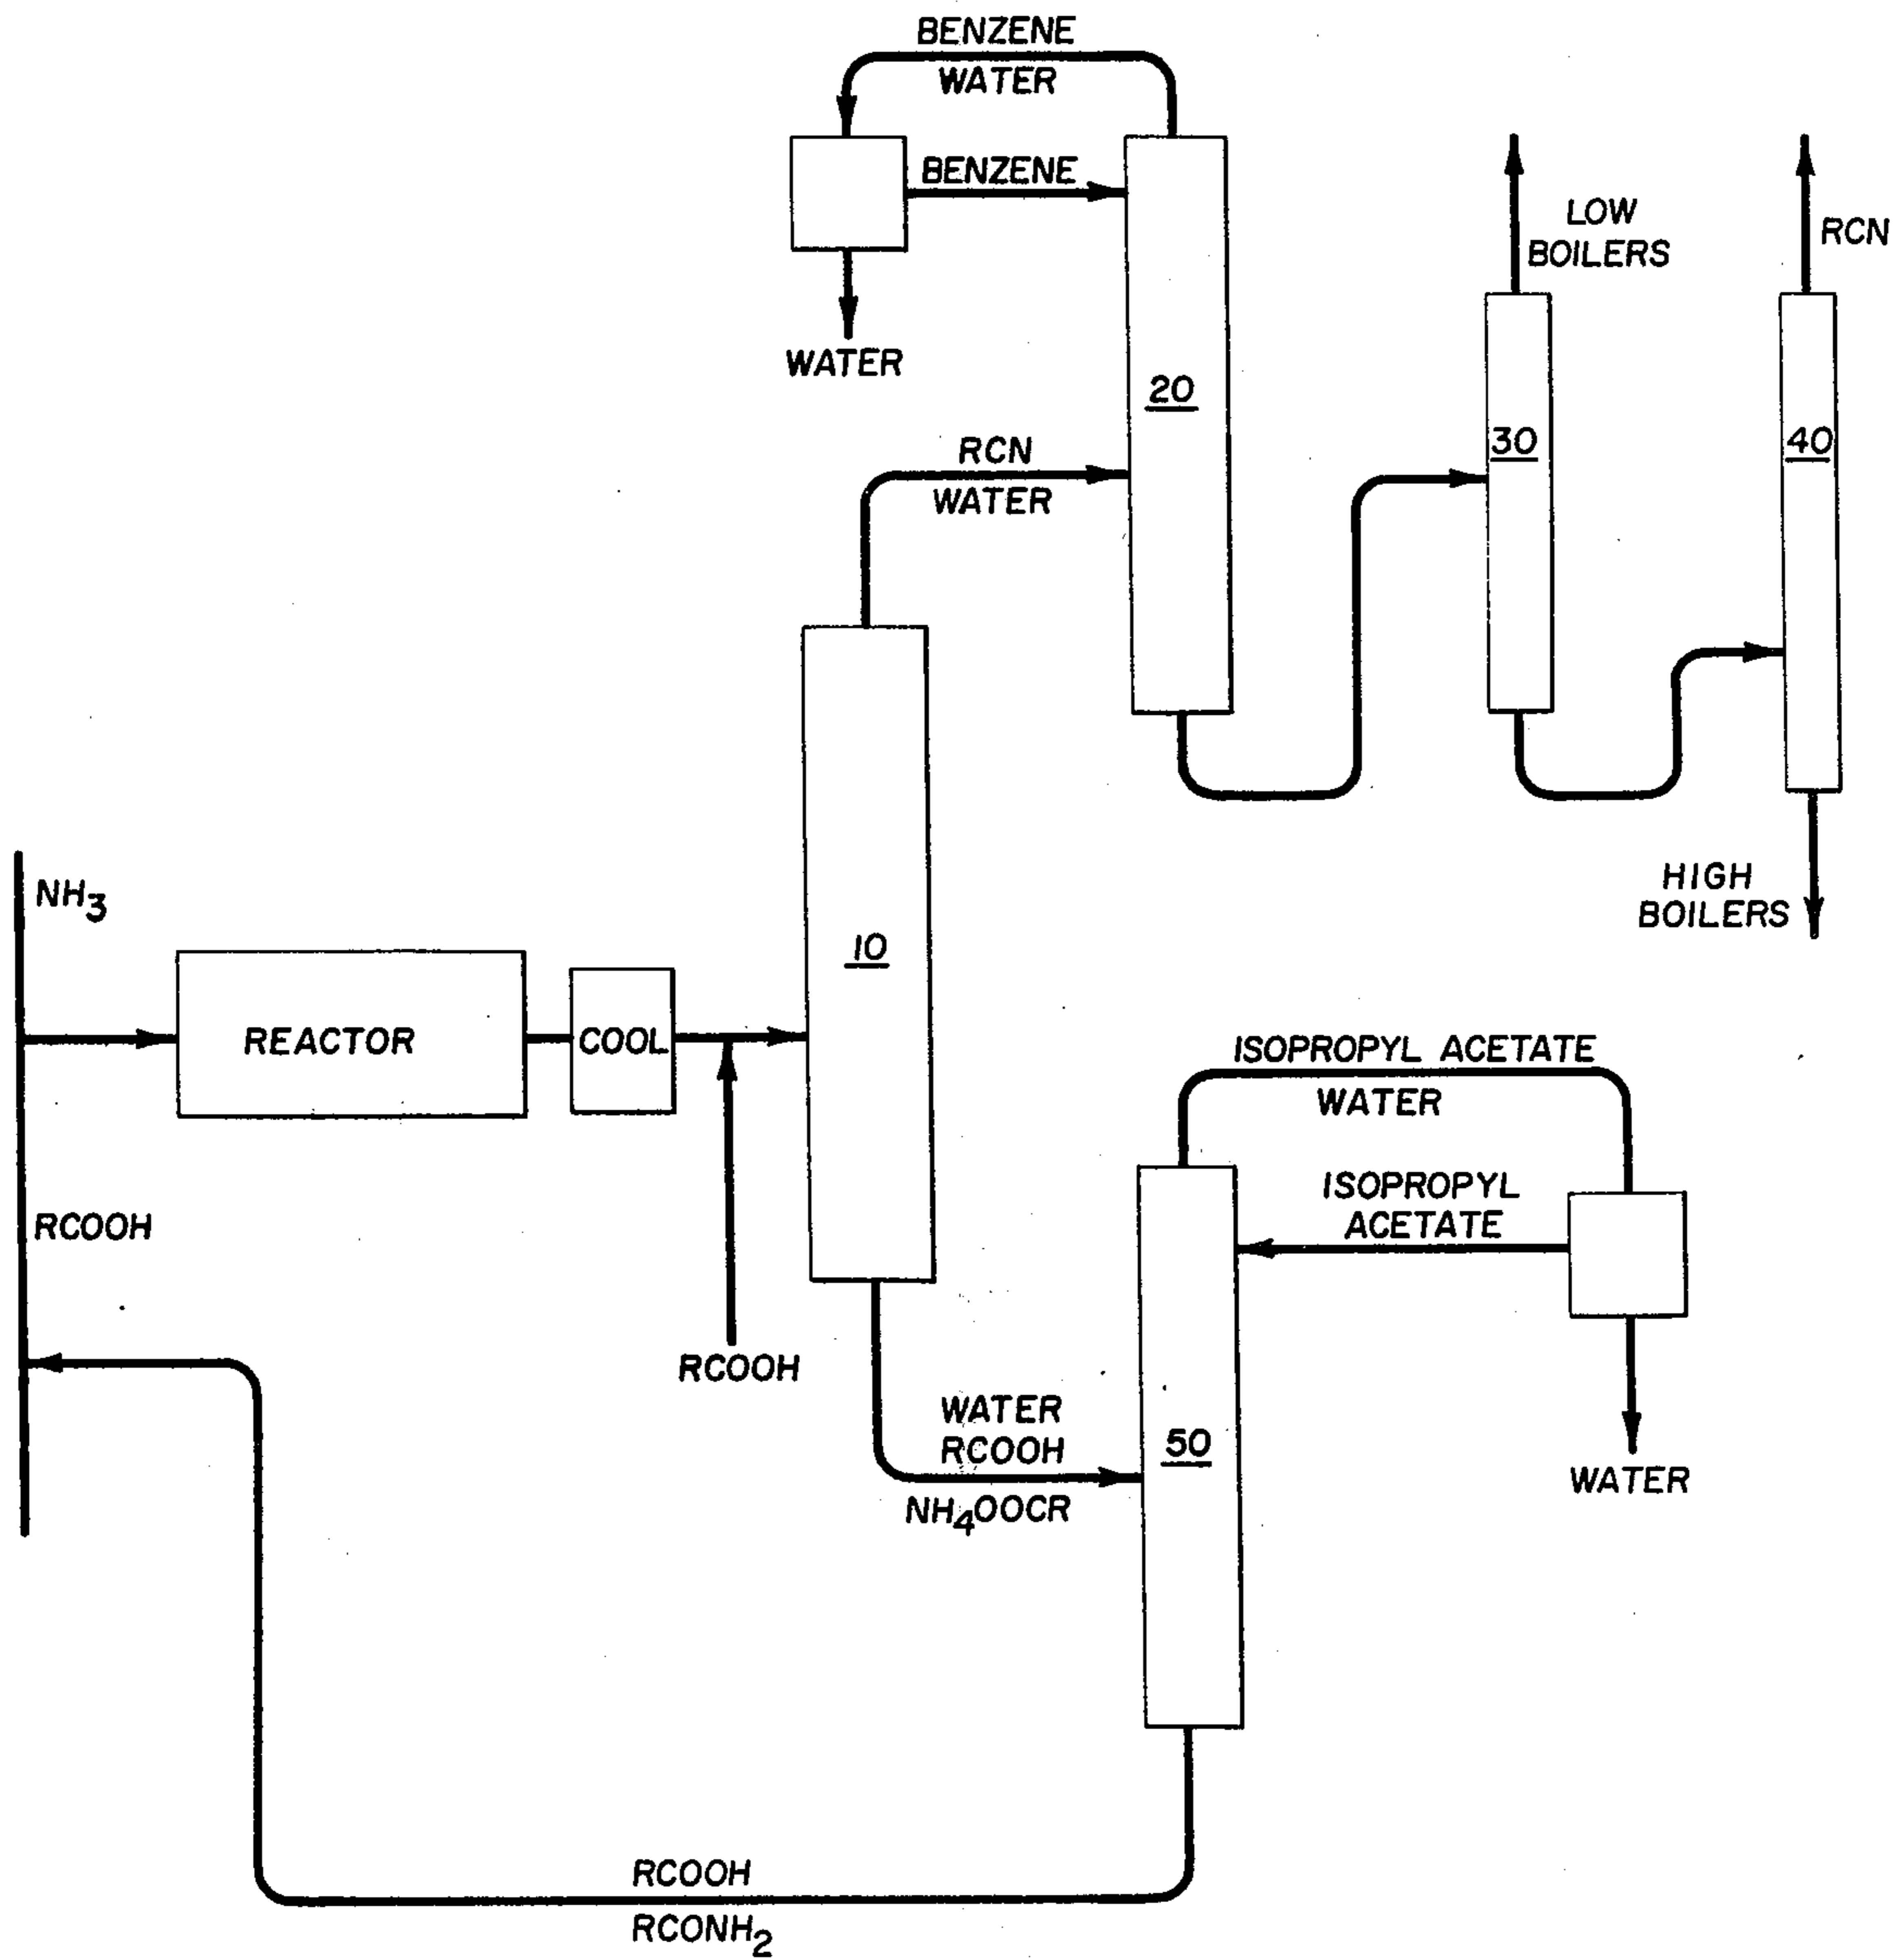 BENZENE
WATER
BENZENE
WATER
LOW
BOILERS
RCN
20
30
40
RCN
WATER
NH3
10
HIGH
BOILERS
REACTOR
COOL
ISOPROPYL ACETATE
WATER
RCOOH
ISOPROPYL
ACETATE
RCOOH
WATER
RCOOH
NH4OOCR
50
WATER
RCOOH
RCONH2